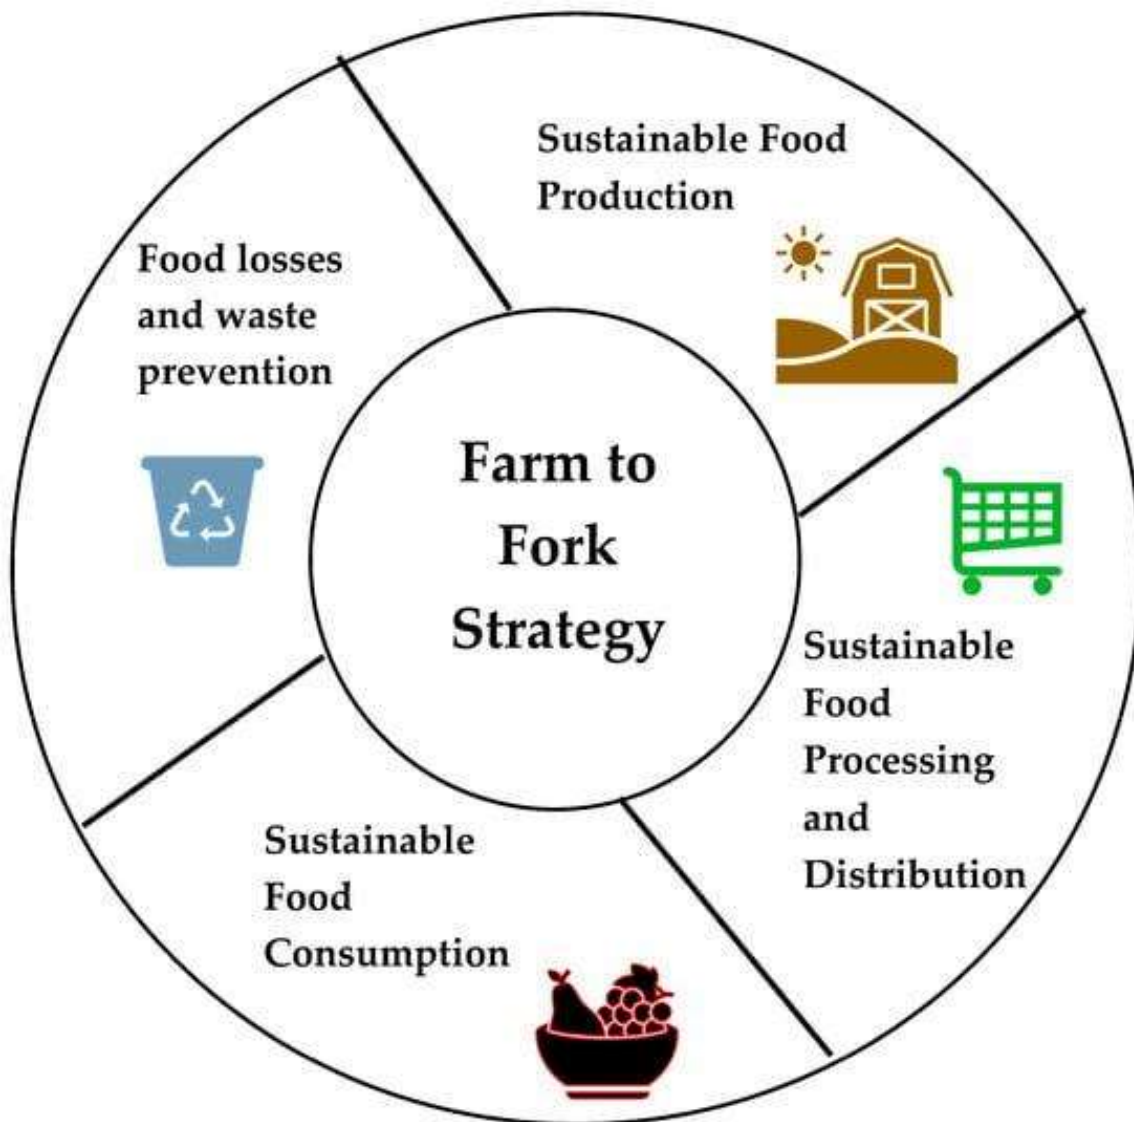 Sustainable Food
Production
Food losses
and waste
prevention
Farm to
Fork
Strategy
Sustainable
Food
Processing
and
Distribution
Sustainable
Food
Consumption